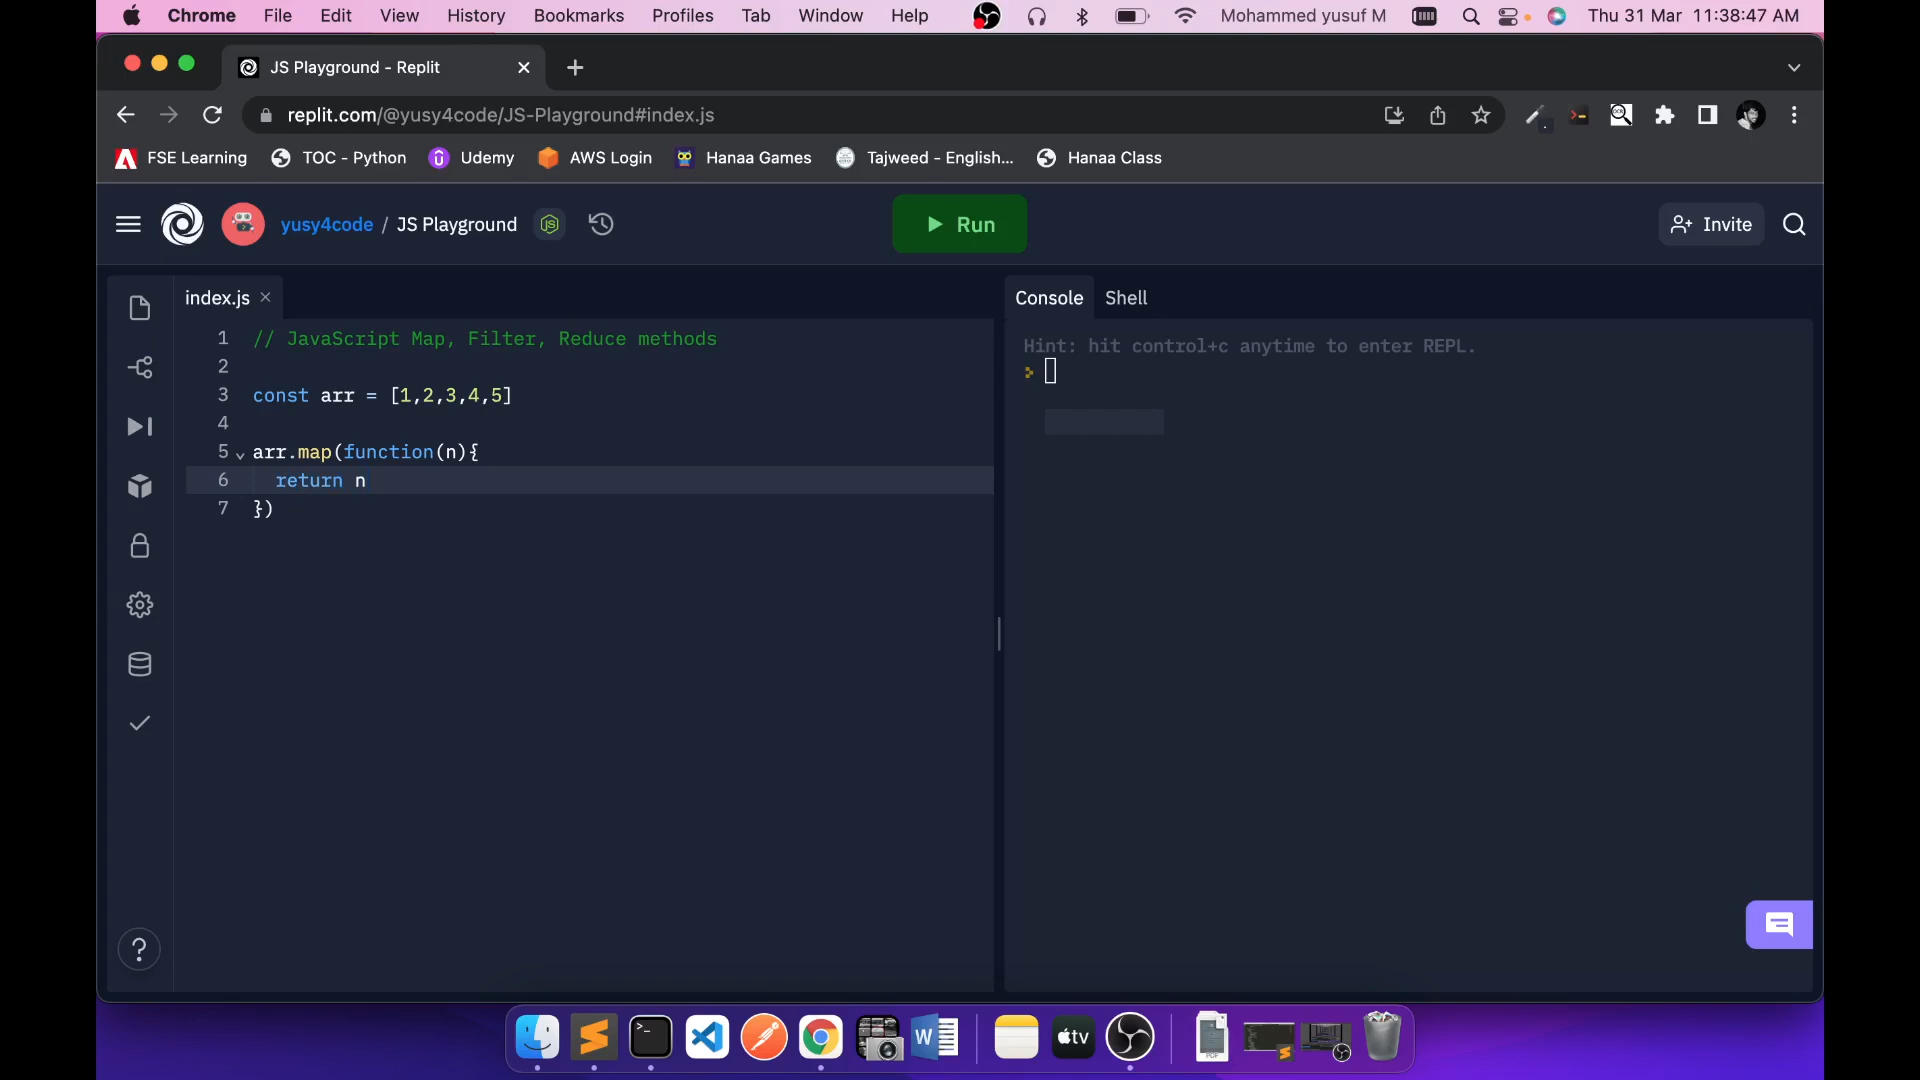 Chrome File Edit View History Bookmarks Profiles Tab Window Help Mohammed yusuf M Thu 31 Mar 11:38:47 AM
JS Playground - Replit
replit.com/@yusy4code/JS-Playground#index.js
FSE Learning TOC - Python Udemy AWS Login Hanaa Games Tajweed - English... Hanaa Class
yusy4code / JS Playground JS Run Invite
index.js Console Shell
1 // JavaScript Map, Filter, Reduce methods
Hint: hit control+c anytime to enter REPL.
2
3 const arr = [1,2,3,4,5]
4
5 arr.map(function(n){
6 return n
7 })
?
W tv PDF